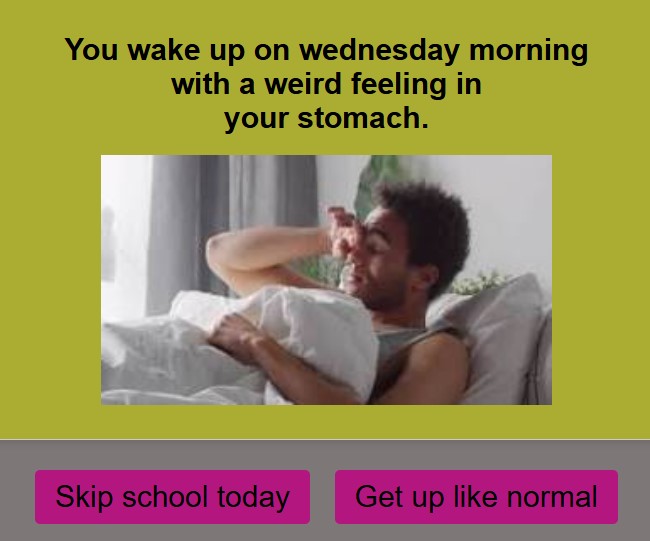 You wake up on wednesday morning
with a weird feeling in
your stomach.
Skip school today
Get up like normal